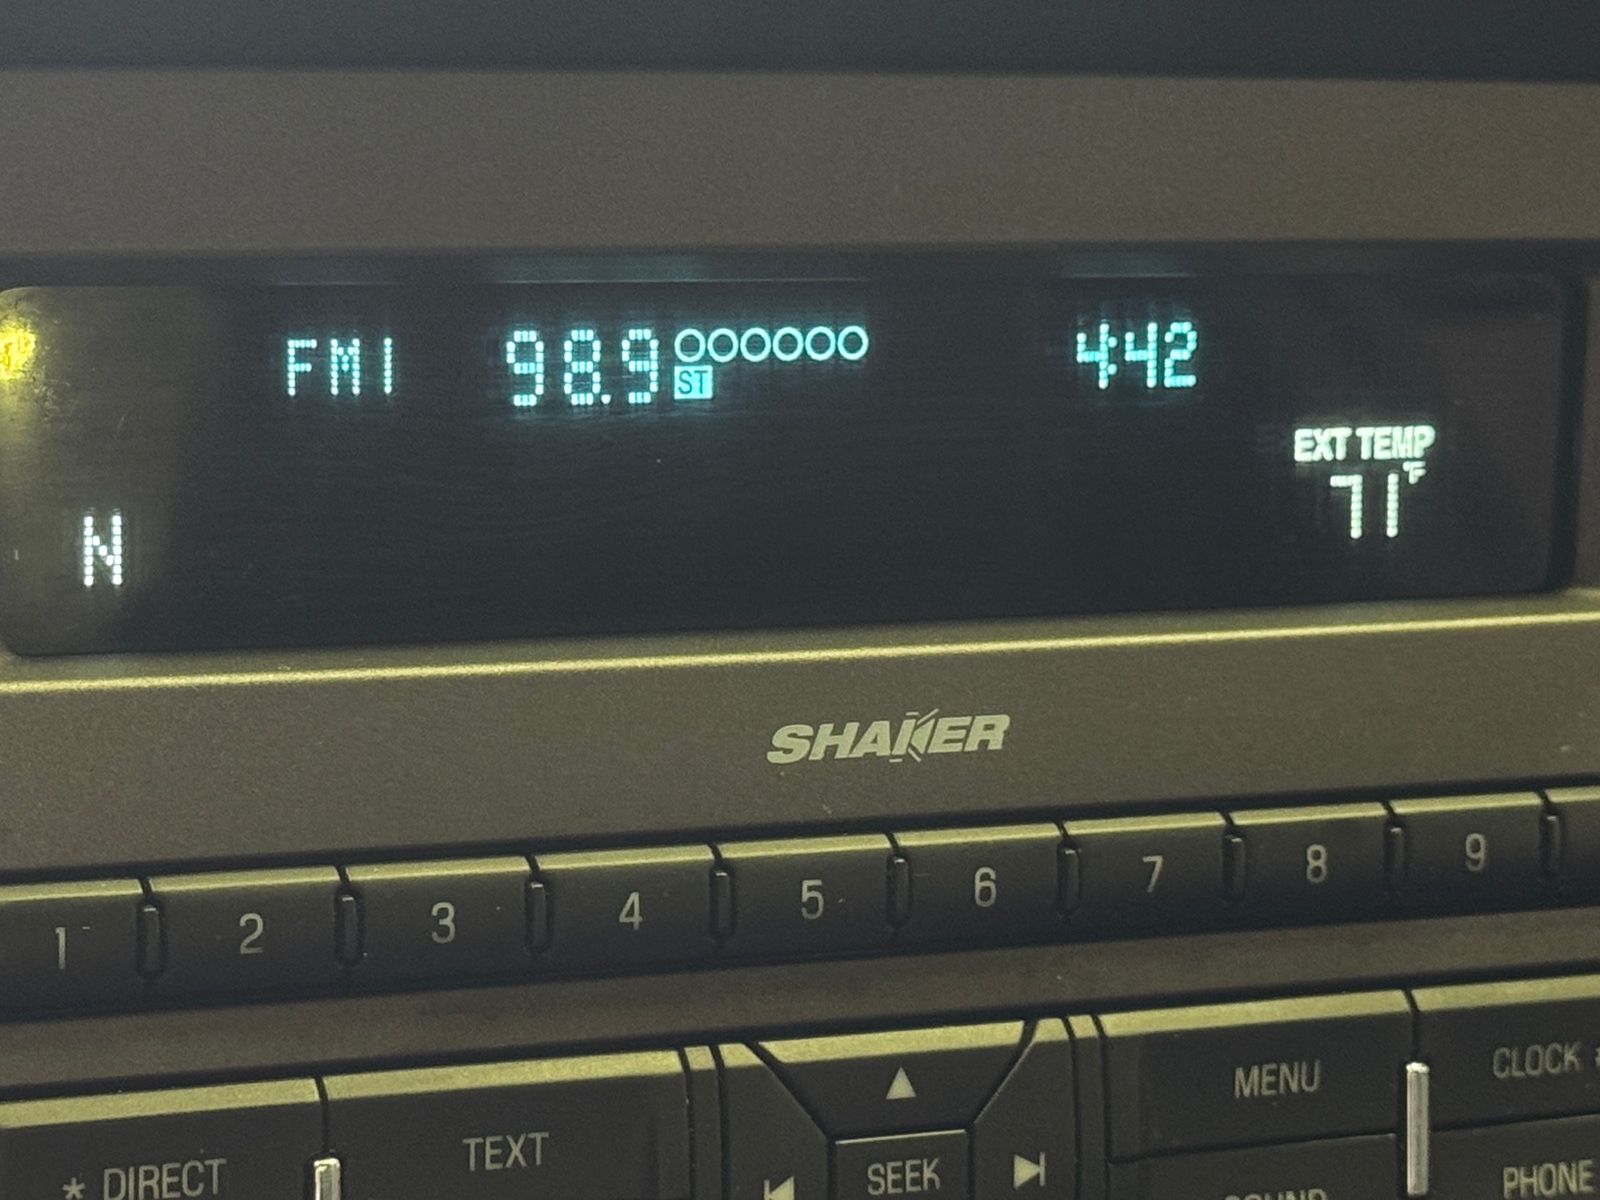 FM1 98.9 ST 4:42
EXT TEMP
71°F
N
SHAKER
1 2 3 4 5 6 7 8 9
MENU CLOCK
* DIRECT TEXT SEEK SOUND PHONE